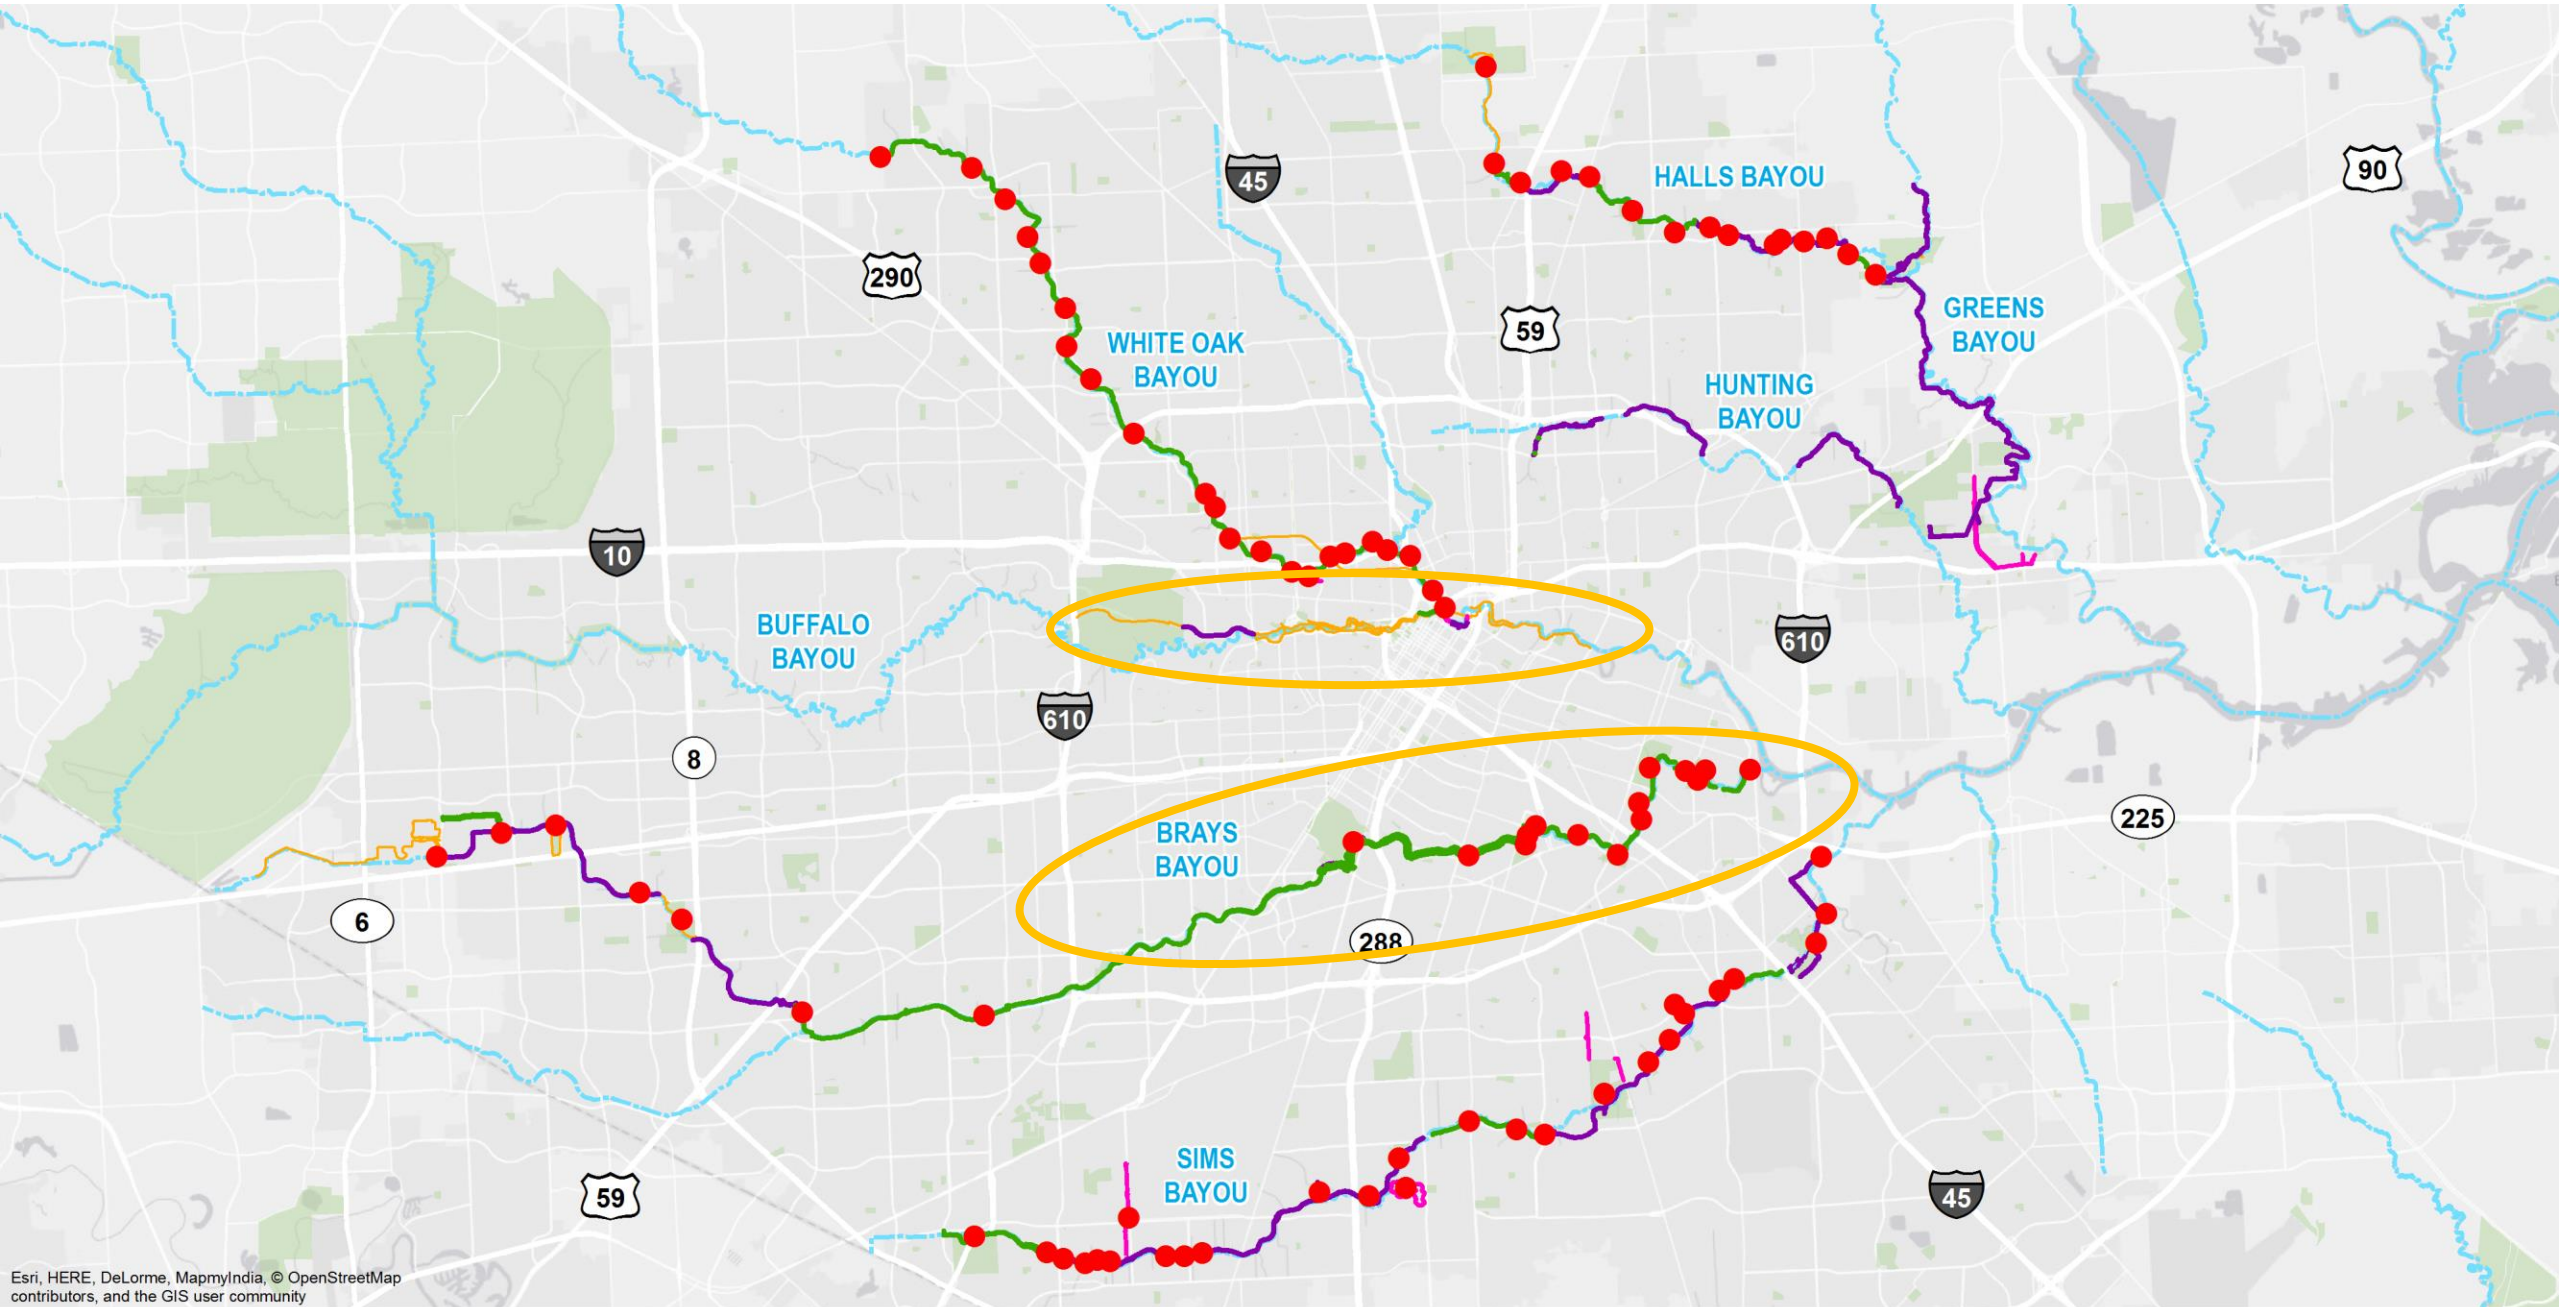 45
HALLS BAYOU
90
290
GREENS
BAYOU
59
WHITE OAK
BAYOU
HUNTING
BAYOU
10
BUFFALO
BAYOU
610
610
8
225
BRAYS
BAYOU
6
288
SIMS
BAYOU
59
45
Esri, HERE, DeLorme, MapmyIndia, © OpenStreetMap
contributors, and the GIS user community